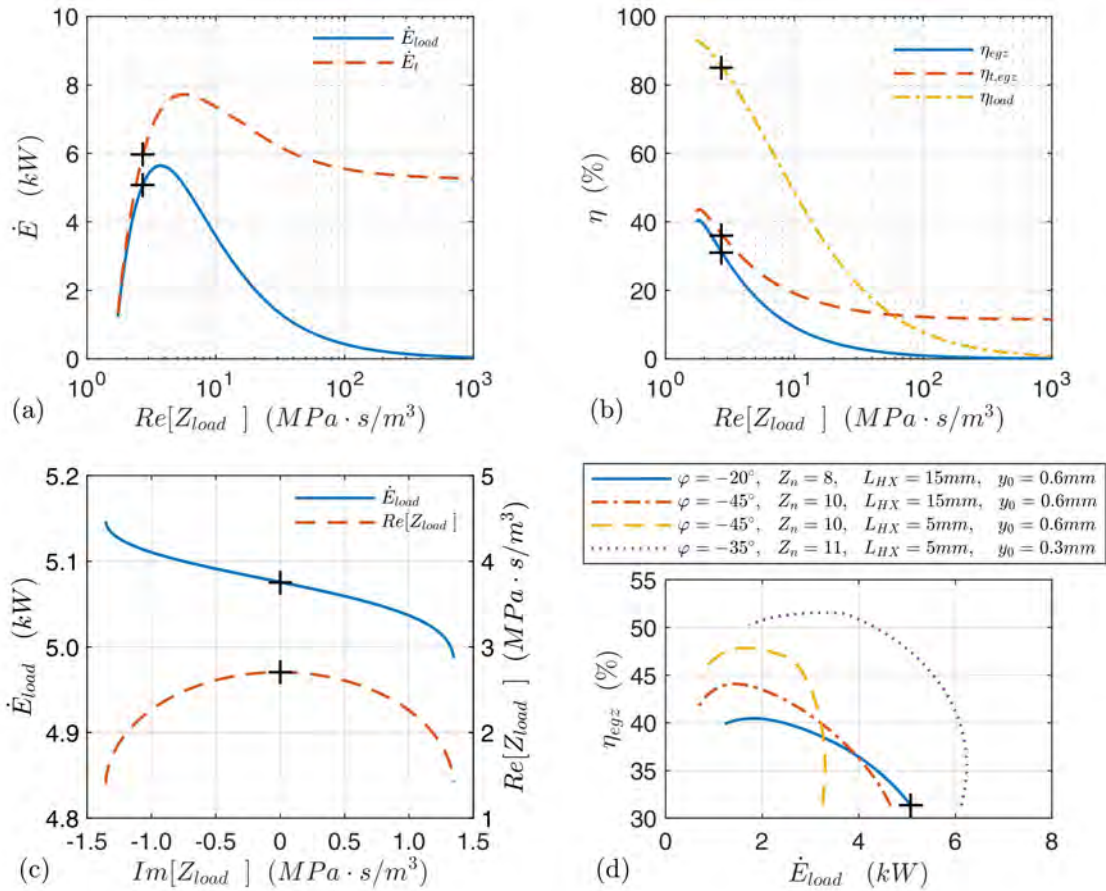 Ė (kW)
10
8
6
4
2
0
Ė_load
Ė_t
10^0 10^1 10^2 10^3
(a) Re[Z_load ] (MPa · s/m^3)
η (%)
100
80
60
40
20
0
η_egz
η_t,egz
η_load
10^0 10^1 10^2 10^3
(b) Re[Z_load ] (MPa · s/m^3)
Ė_load (kW)
5.2
5.1
5.0
4.9
4.8
Ė_load
Re[Z_load ]
5
4
3
2
1
Re[Z_load ] (MPa · s/m^3)
-1.5 -1.0 -0.5 0 0.5 1.0 1.5
(c) Im[Z_load ] (MPa · s/m^3)
φ = −20°, Z_n = 8, L_HX = 15mm, y_0 = 0.6mm
φ = −45°, Z_n = 10, L_HX = 15mm, y_0 = 0.6mm
φ = −45°, Z_n = 10, L_HX = 5mm, y_0 = 0.6mm
φ = −35°, Z_n = 11, L_HX = 5mm, y_0 = 0.3mm
η_egz (%)
55
50
45
40
35
30
0 2 4 6 8
(d) Ė_load (kW)